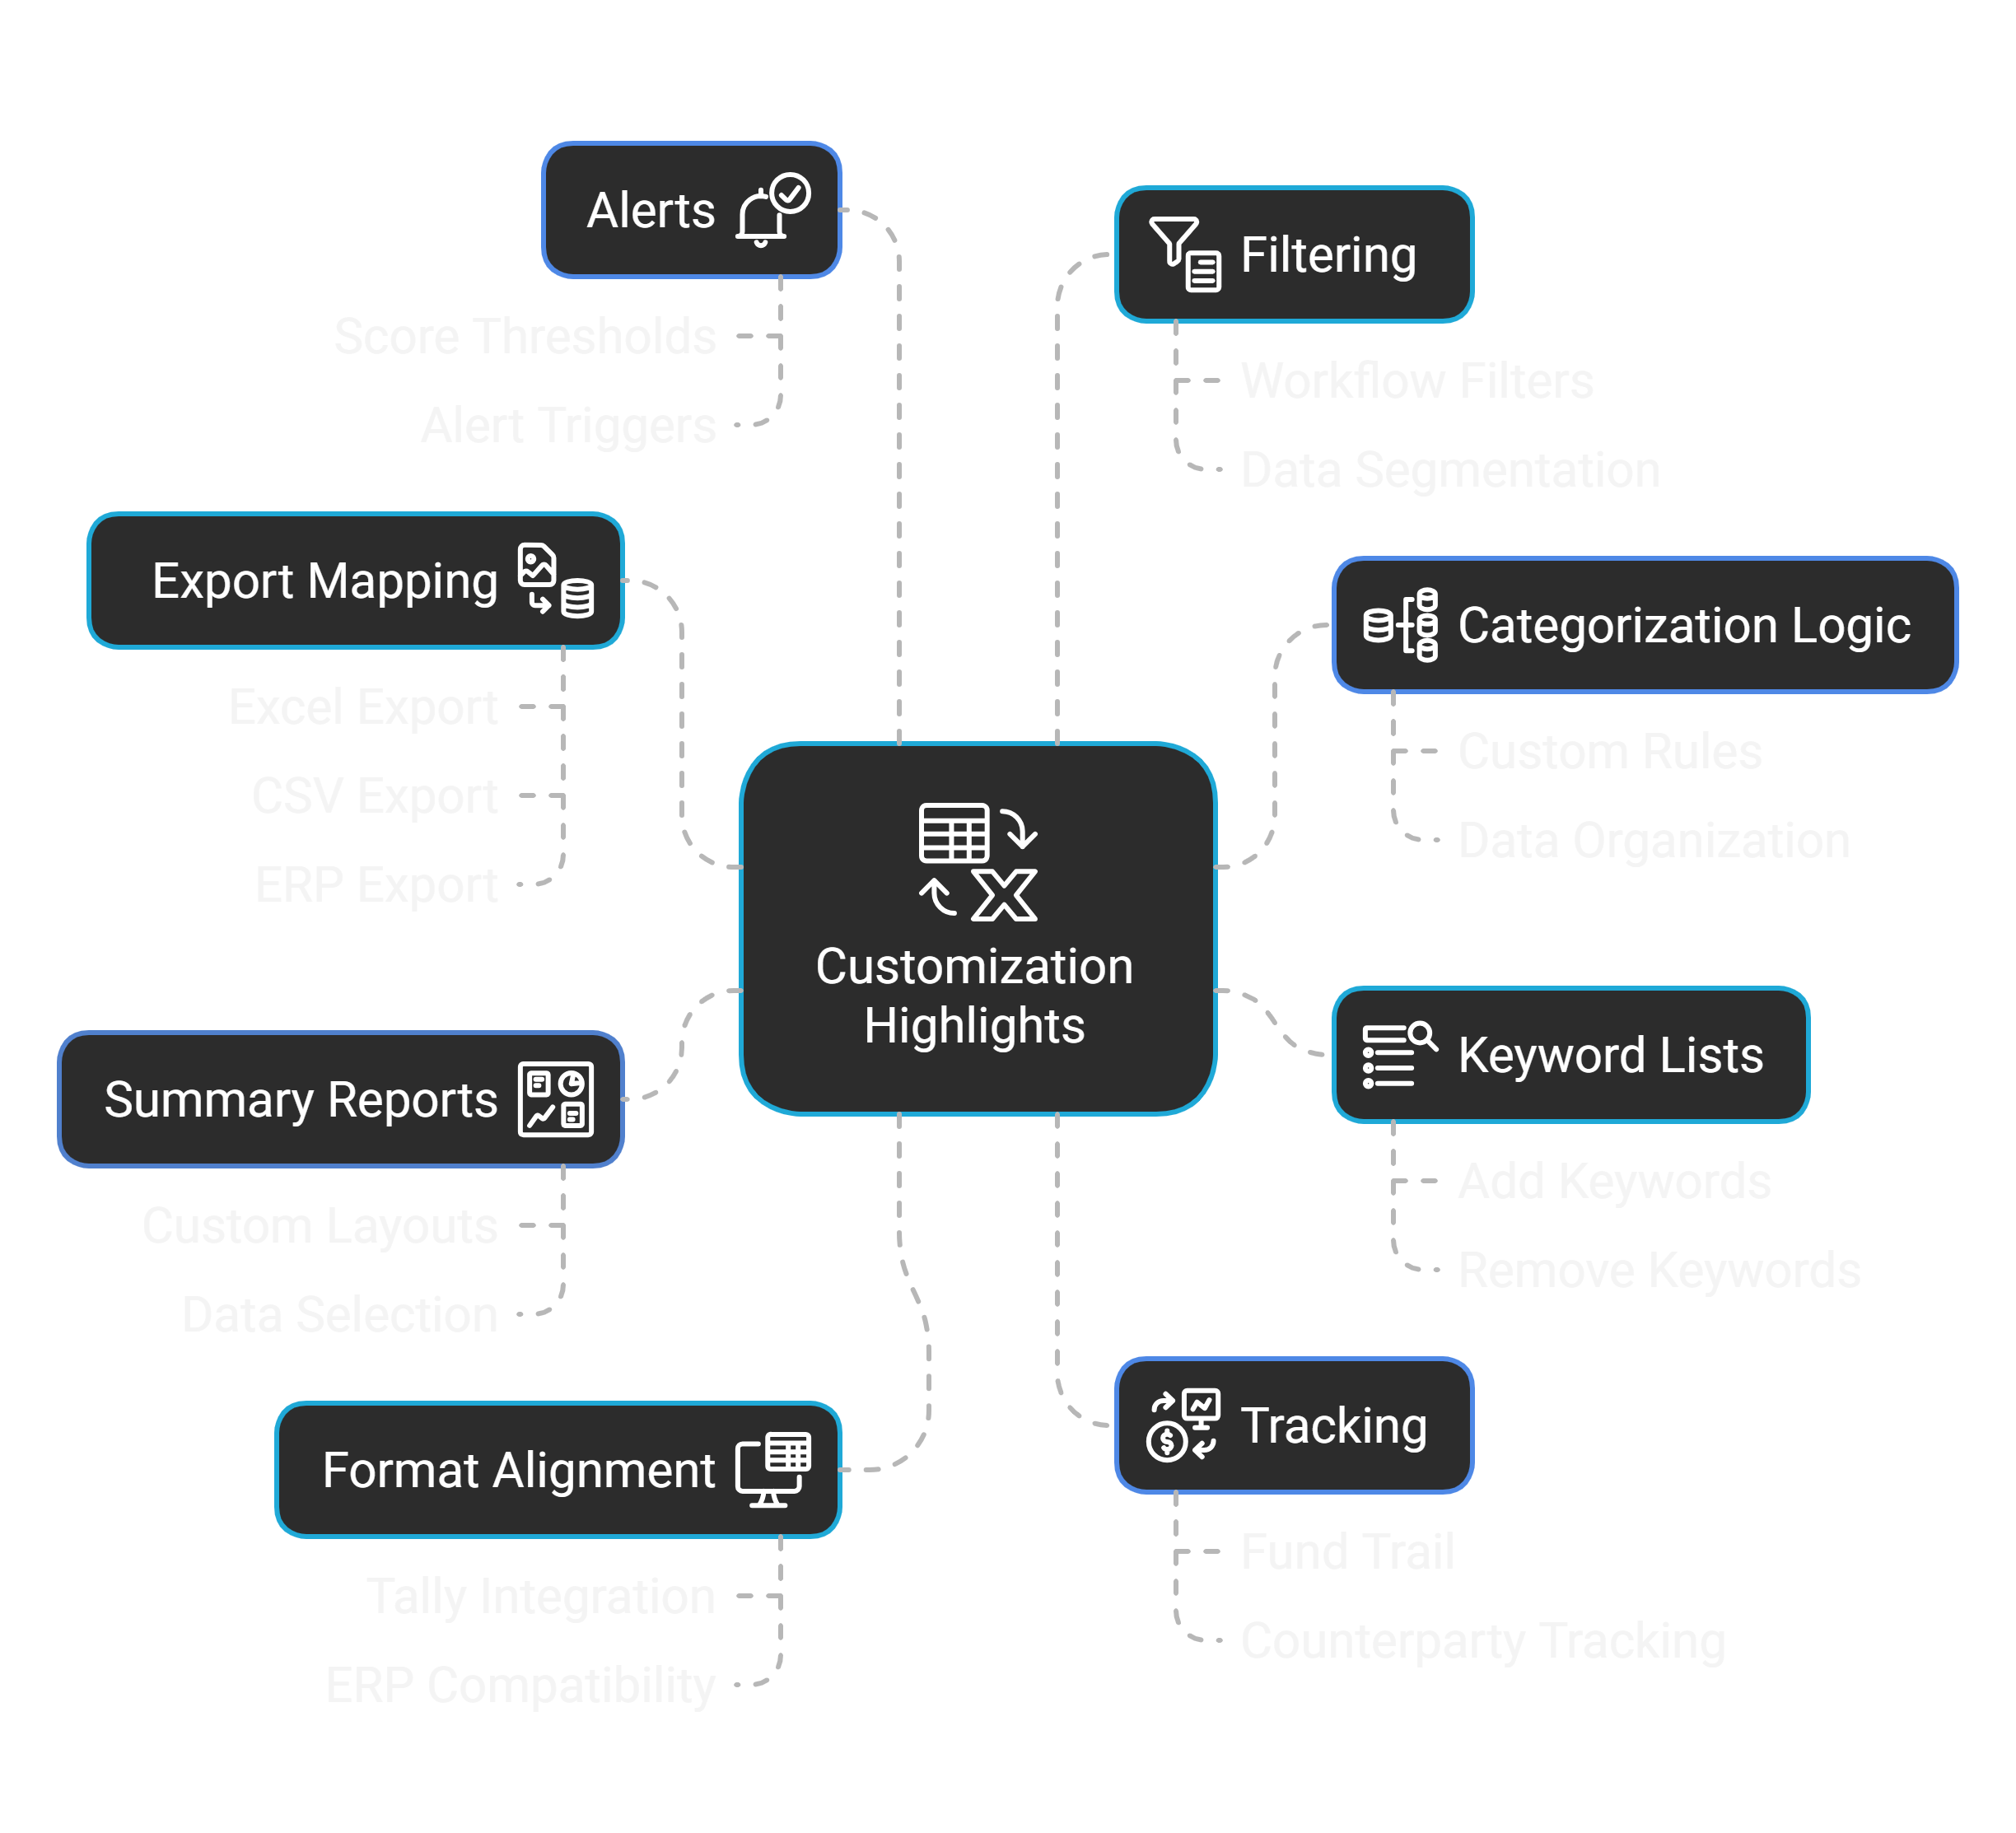 Alerts
Score Thresholds
Alert Triggers
Filtering
Workflow Filters
Data Segmentation
Export Mapping
Excel Export
CSV Export
ERP Export
Categorization Logic
Custom Rules
Data Organization
Customization
Highlights
Summary Reports
Custom Layouts
Data Selection
Keyword Lists
Add Keywords
Remove Keywords
Format Alignment
Tally Integration
ERP Compatibility
Tracking
Fund Trail
Counterparty Tracking